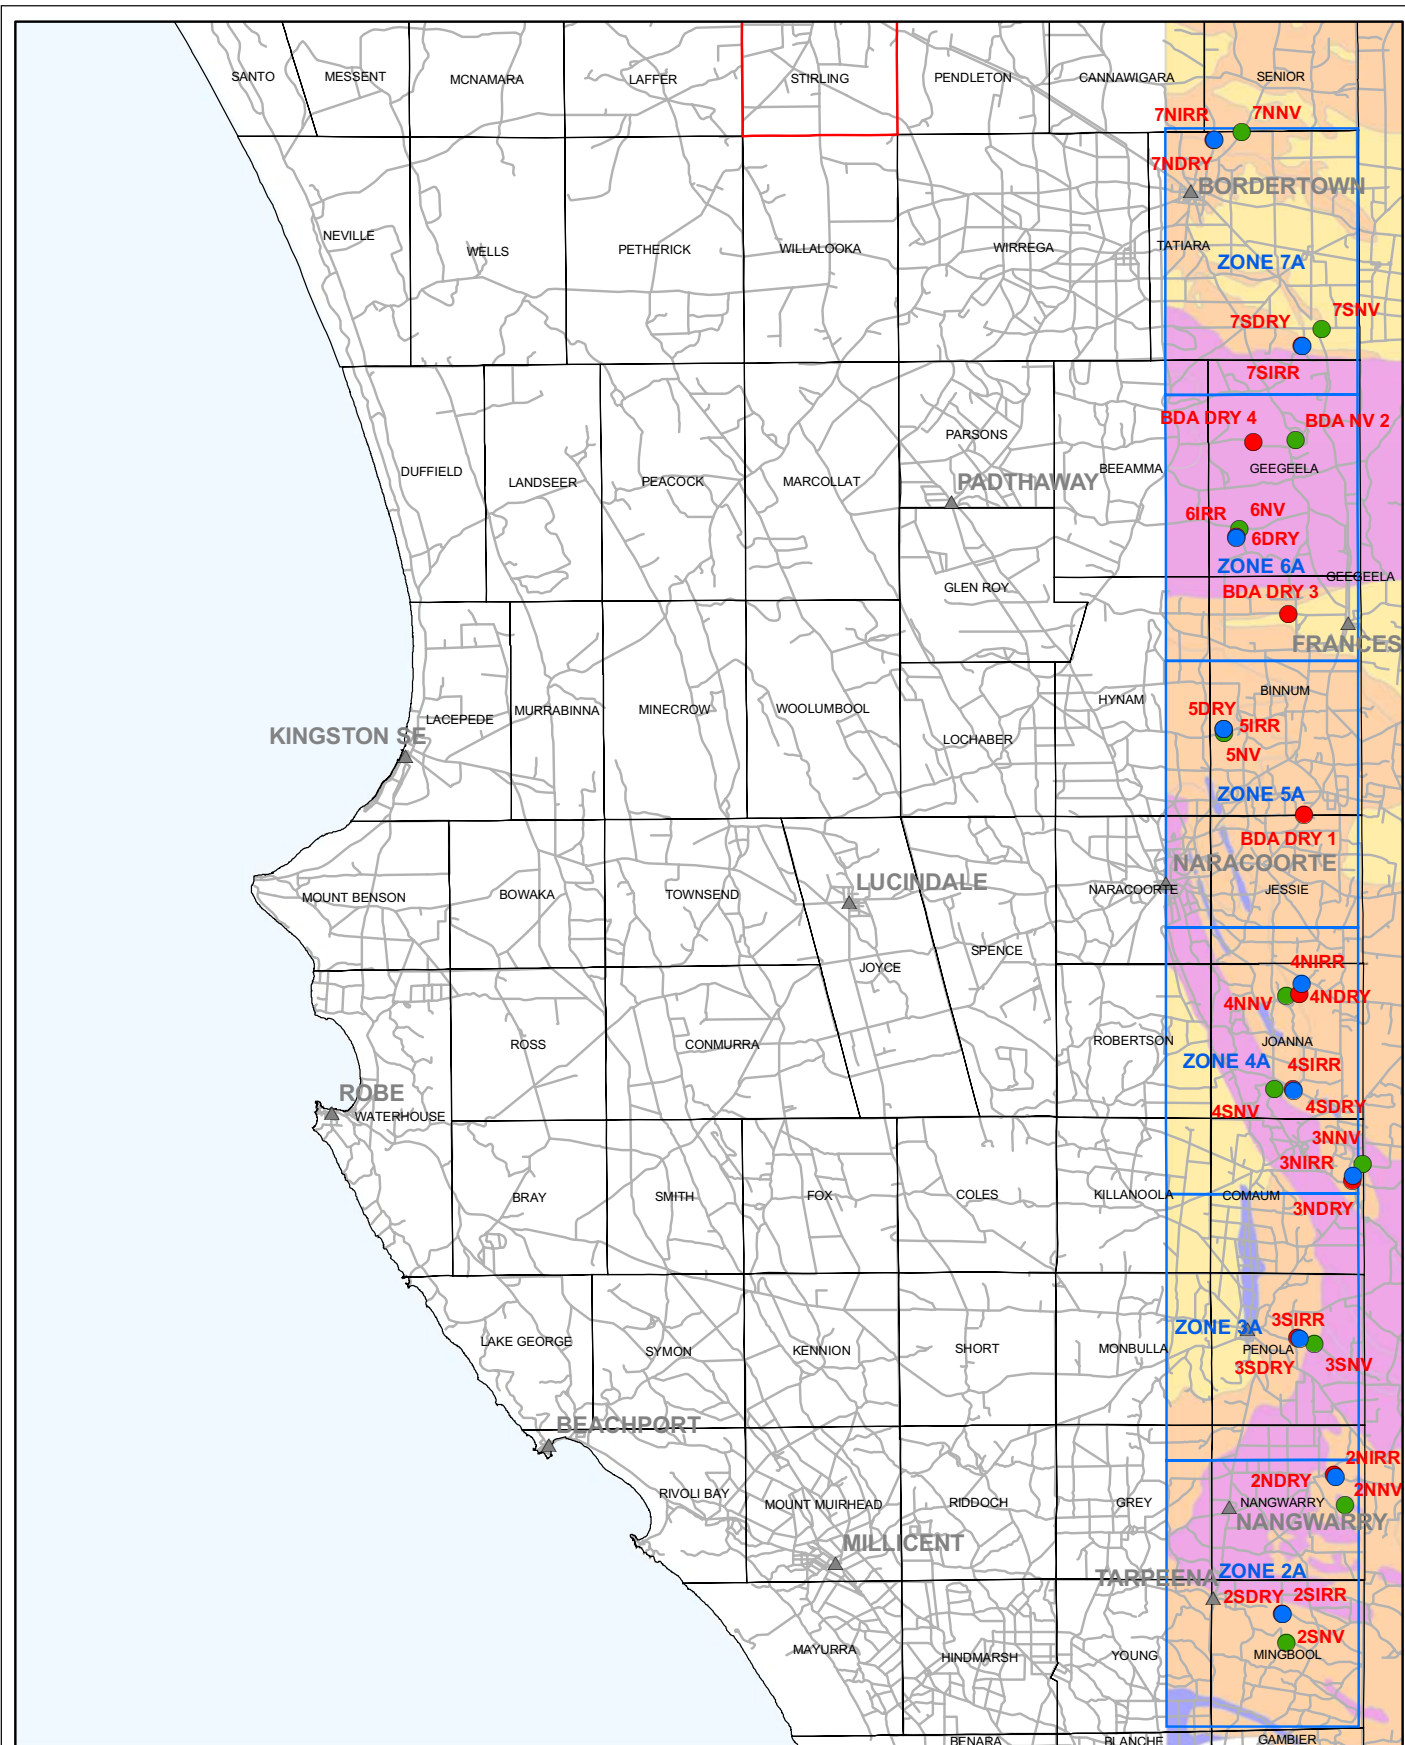 SANTO
MESSENT
MCNAMARA
LAFFER
STIRLING
PENDLETON
CANNAWIGARA
SENIOR
7NIRR
7NNV
7NDRY
BORDERTOWN
NEVILLE
WELLS
PETHERICK
WILLALOOKA
WIRREGA
TATIARA
ZONE 7A
7SNV
7SDRY
7SIRR
BDA DRY 4
BDA NV 2
PARSONS
BEEAMMA
GEEGEELA
DUFFIELD
LANDSEER
PEACOCK
MARCOLLAT
PADTHAWAY
6IRR
6NV
6DRY
ZONE 6A
GEEGEELA
GLEN ROY
BDA DRY 3
FRANCES
BINNUM
HYNAM
LACEPEDE
MURRABINNA
MINECROW
WOOLUMBOOL
5DRY
5IRR
5NV
KINGSTON SE
LOCHABER
ZONE 5A
BDA DRY 1
NARACOORTE
LUCINDALE
MOUNT BENSON
BOWAKA
TOWNSEND
NARACOORTE
JESSIE
SPENCE
JOYCE
4NIRR
4NNV
4NDRY
ROSS
CONMURRA
ROBERTSON
JOANNA
ZONE 4A
4SIRR
ROBE
WATERHOUSE
4SNV
4SDRY
3NNV
3NIRR
BRAY
SMITH
FOX
COLES
KILLANOOLA
COMAUM
3NDRY
ZONE 3A
3SIRR
LAKE GEORGE
SYMON
KENNION
SHORT
MONBULLA
PENOLA
3SDRY
3SNV
BEACHPORT
2NIRR
2NDRY
2NNV
RIVOLI BAY
MOUNT MUIRHEAD
RIDDOCH
GREY
NANGWARRY
NANGWARRY
MILLICENT
TARPEENA
ZONE 2A
2SDRY
2SIRR
2SNV
MAYURRA
HINDMARSH
YOUNG
MINGBOOL
BENARA
BLANCHE
GAMBIER